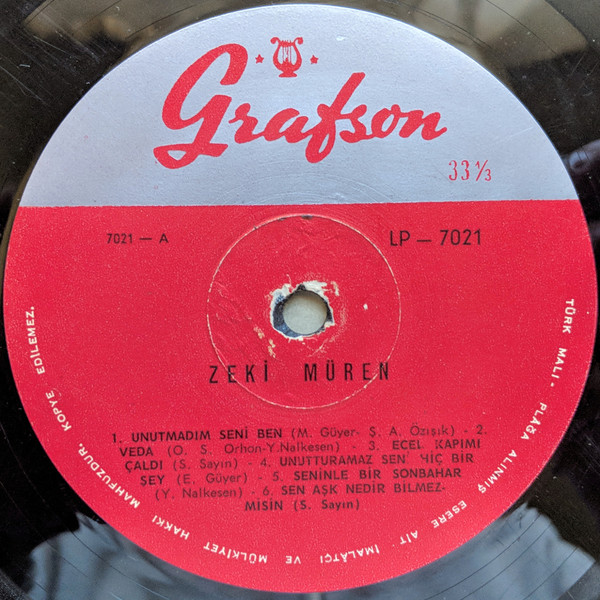 Grafson
33 1/3
7021 — A
LP — 7021
ZEKİ MÜREN
1. UNUTMADIM SENİ BEN (M. Güyer- Ş. A. Özışık) - 2.
VEDA (O. S. Orhon-Y.Nalkesen) - 3. ECEL KAPIMI
ÇALDI (S. Sayın) - 4. UNUTTURAMAZ SEN' HİÇ BİR
ŞEY (E. Güyer) - 5. SENİNLE BİR SONBAHAR
(Y. Nalkesen) - 6. SEN AŞK NEDİR BİLMEZ-
MİSİN (S. Sayın)
TÜRK MALI - PLAĞA ALINMIŞ ESERE AİT İMALÂTÇI VE MÜLKİYET HAKKI MAHFUZDUR. KOPYE EDİLEMEZ.